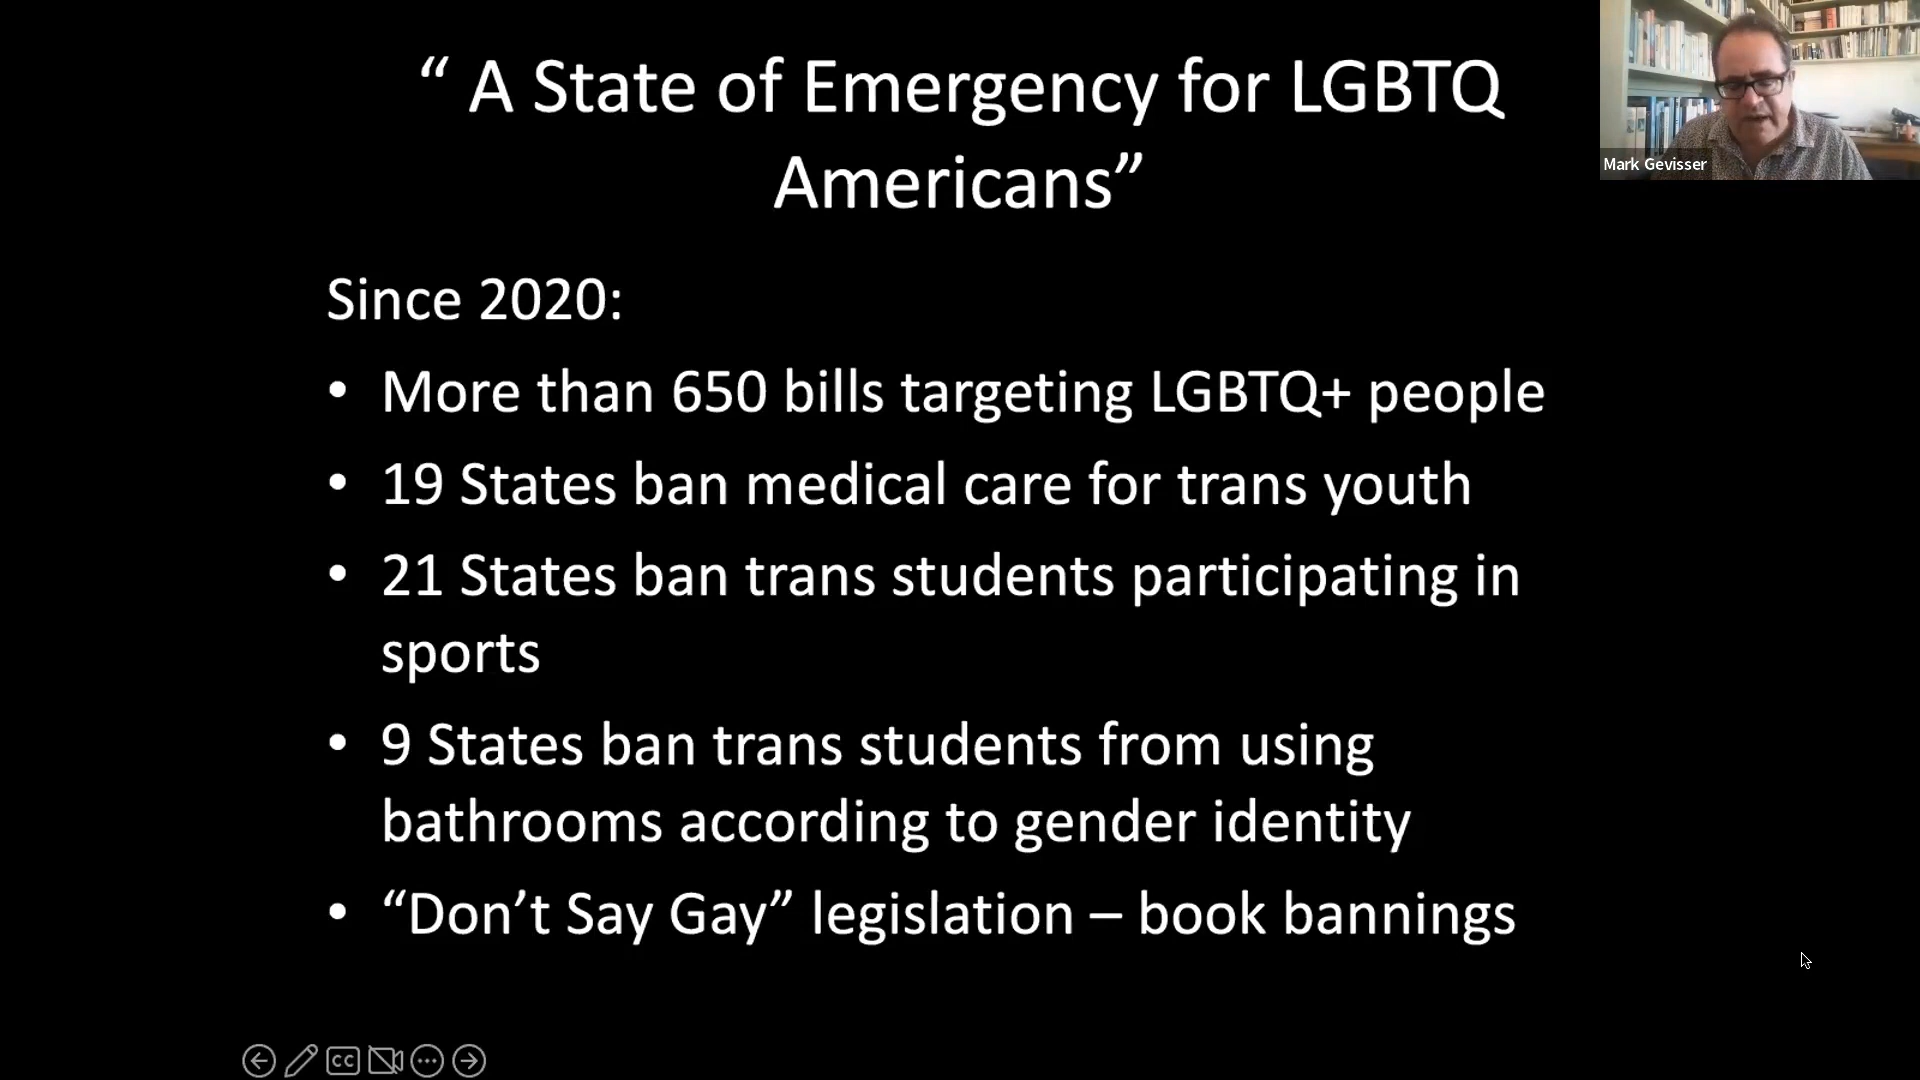 “ A State of Emergency for LGBTQ
Americans”
Mark Gevisser
Since 2020:
• More than 650 bills targeting LGBTQ+ people
• 19 States ban medical care for trans youth
• 21 States ban trans students participating in
sports
• 9 States ban trans students from using
bathrooms according to gender identity
• “Don’t Say Gay” legislation – book bannings
CC